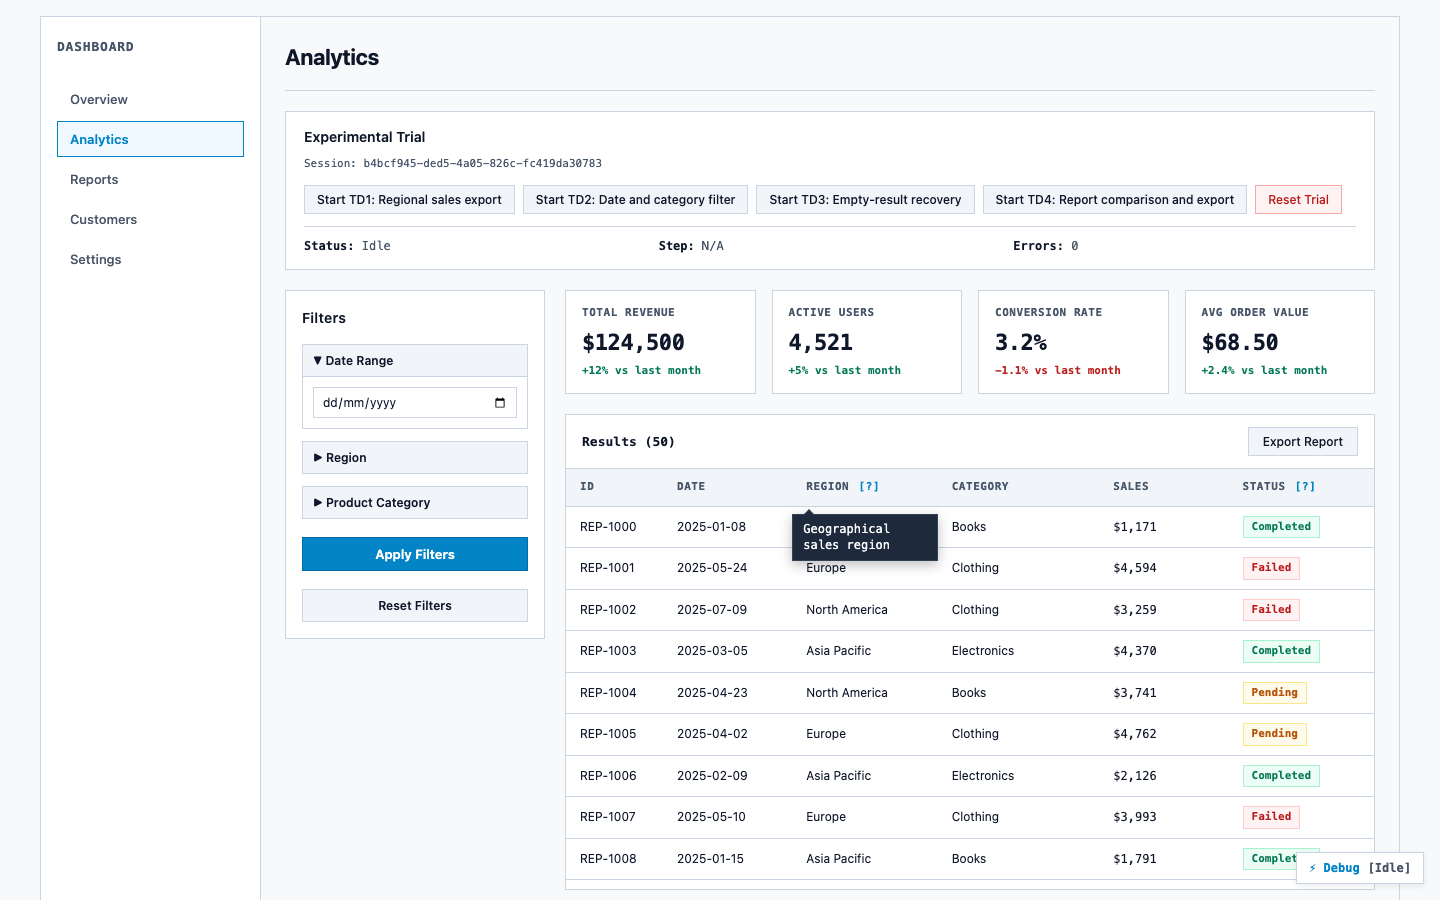 DASHBOARD
Overview
Analytics
Reports
Customers
Settings
Analytics
Experimental Trial
Session: b4bcf945-ded5-4a05-826c-fc419da30783
Start TD1: Regional sales export
Start TD2: Date and category filter
Start TD3: Empty-result recovery
Start TD4: Report comparison and export
Reset Trial
Status: Idle
Step: N/A
Errors: 0
Filters
▼ Date Range
dd/mm/yyyy
▶ Region
▶ Product Category
Apply Filters
Reset Filters
TOTAL REVENUE
$124,500
+12% vs last month
ACTIVE USERS
4,521
+5% vs last month
CONVERSION RATE
3.2%
-1.1% vs last month
AVG ORDER VALUE
$68.50
+2.4% vs last month
Results (50)
Export Report
ID DATE REGION [?] CATEGORY SALES STATUS [?]
Geographical
sales region
REP-1000 2025-01-08 Books $1,171 Completed
REP-1001 2025-05-24 Europe Clothing $4,594 Failed
REP-1002 2025-07-09 North America Clothing $3,259 Failed
REP-1003 2025-03-05 Asia Pacific Electronics $4,370 Completed
REP-1004 2025-04-23 North America Books $3,741 Pending
REP-1005 2025-04-02 Europe Clothing $4,762 Pending
REP-1006 2025-02-09 Asia Pacific Electronics $2,126 Completed
REP-1007 2025-05-10 Europe Clothing $3,993 Failed
REP-1008 2025-01-15 Asia Pacific Books $1,791
⚡ Debug [Idle]